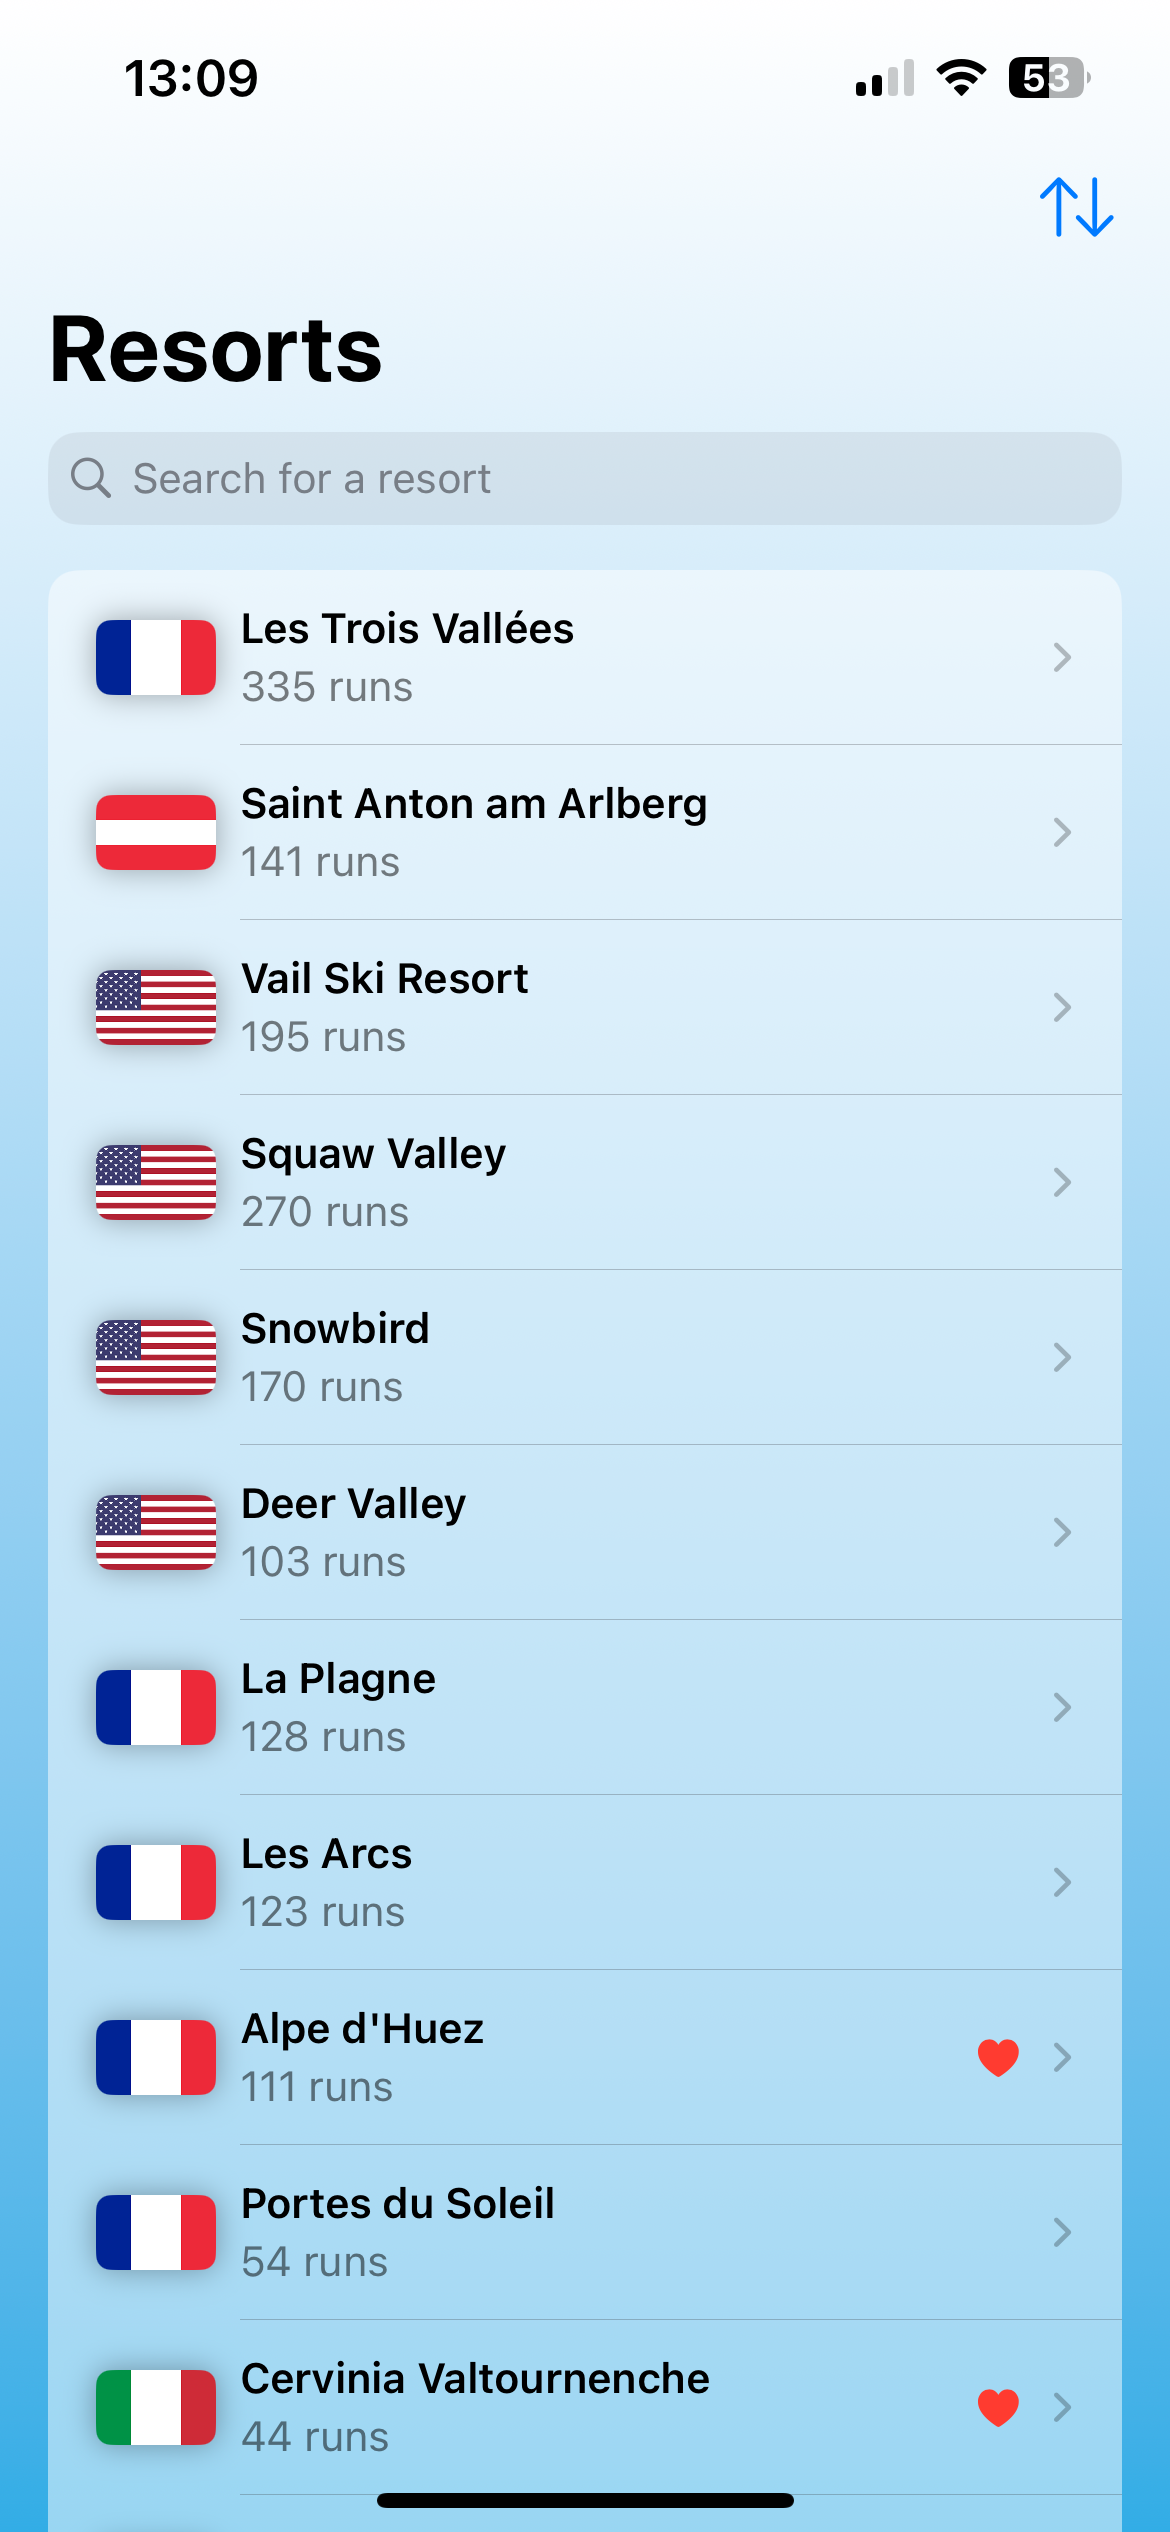 13:09
53
Resorts
Search for a resort
Les Trois Vallées
335 runs
Saint Anton am Arlberg
141 runs
Vail Ski Resort
195 runs
Squaw Valley
270 runs
Snowbird
170 runs
Deer Valley
103 runs
La Plagne
128 runs
Les Arcs
123 runs
Alpe d'Huez
111 runs
Portes du Soleil
54 runs
Cervinia Valtournenche
44 runs